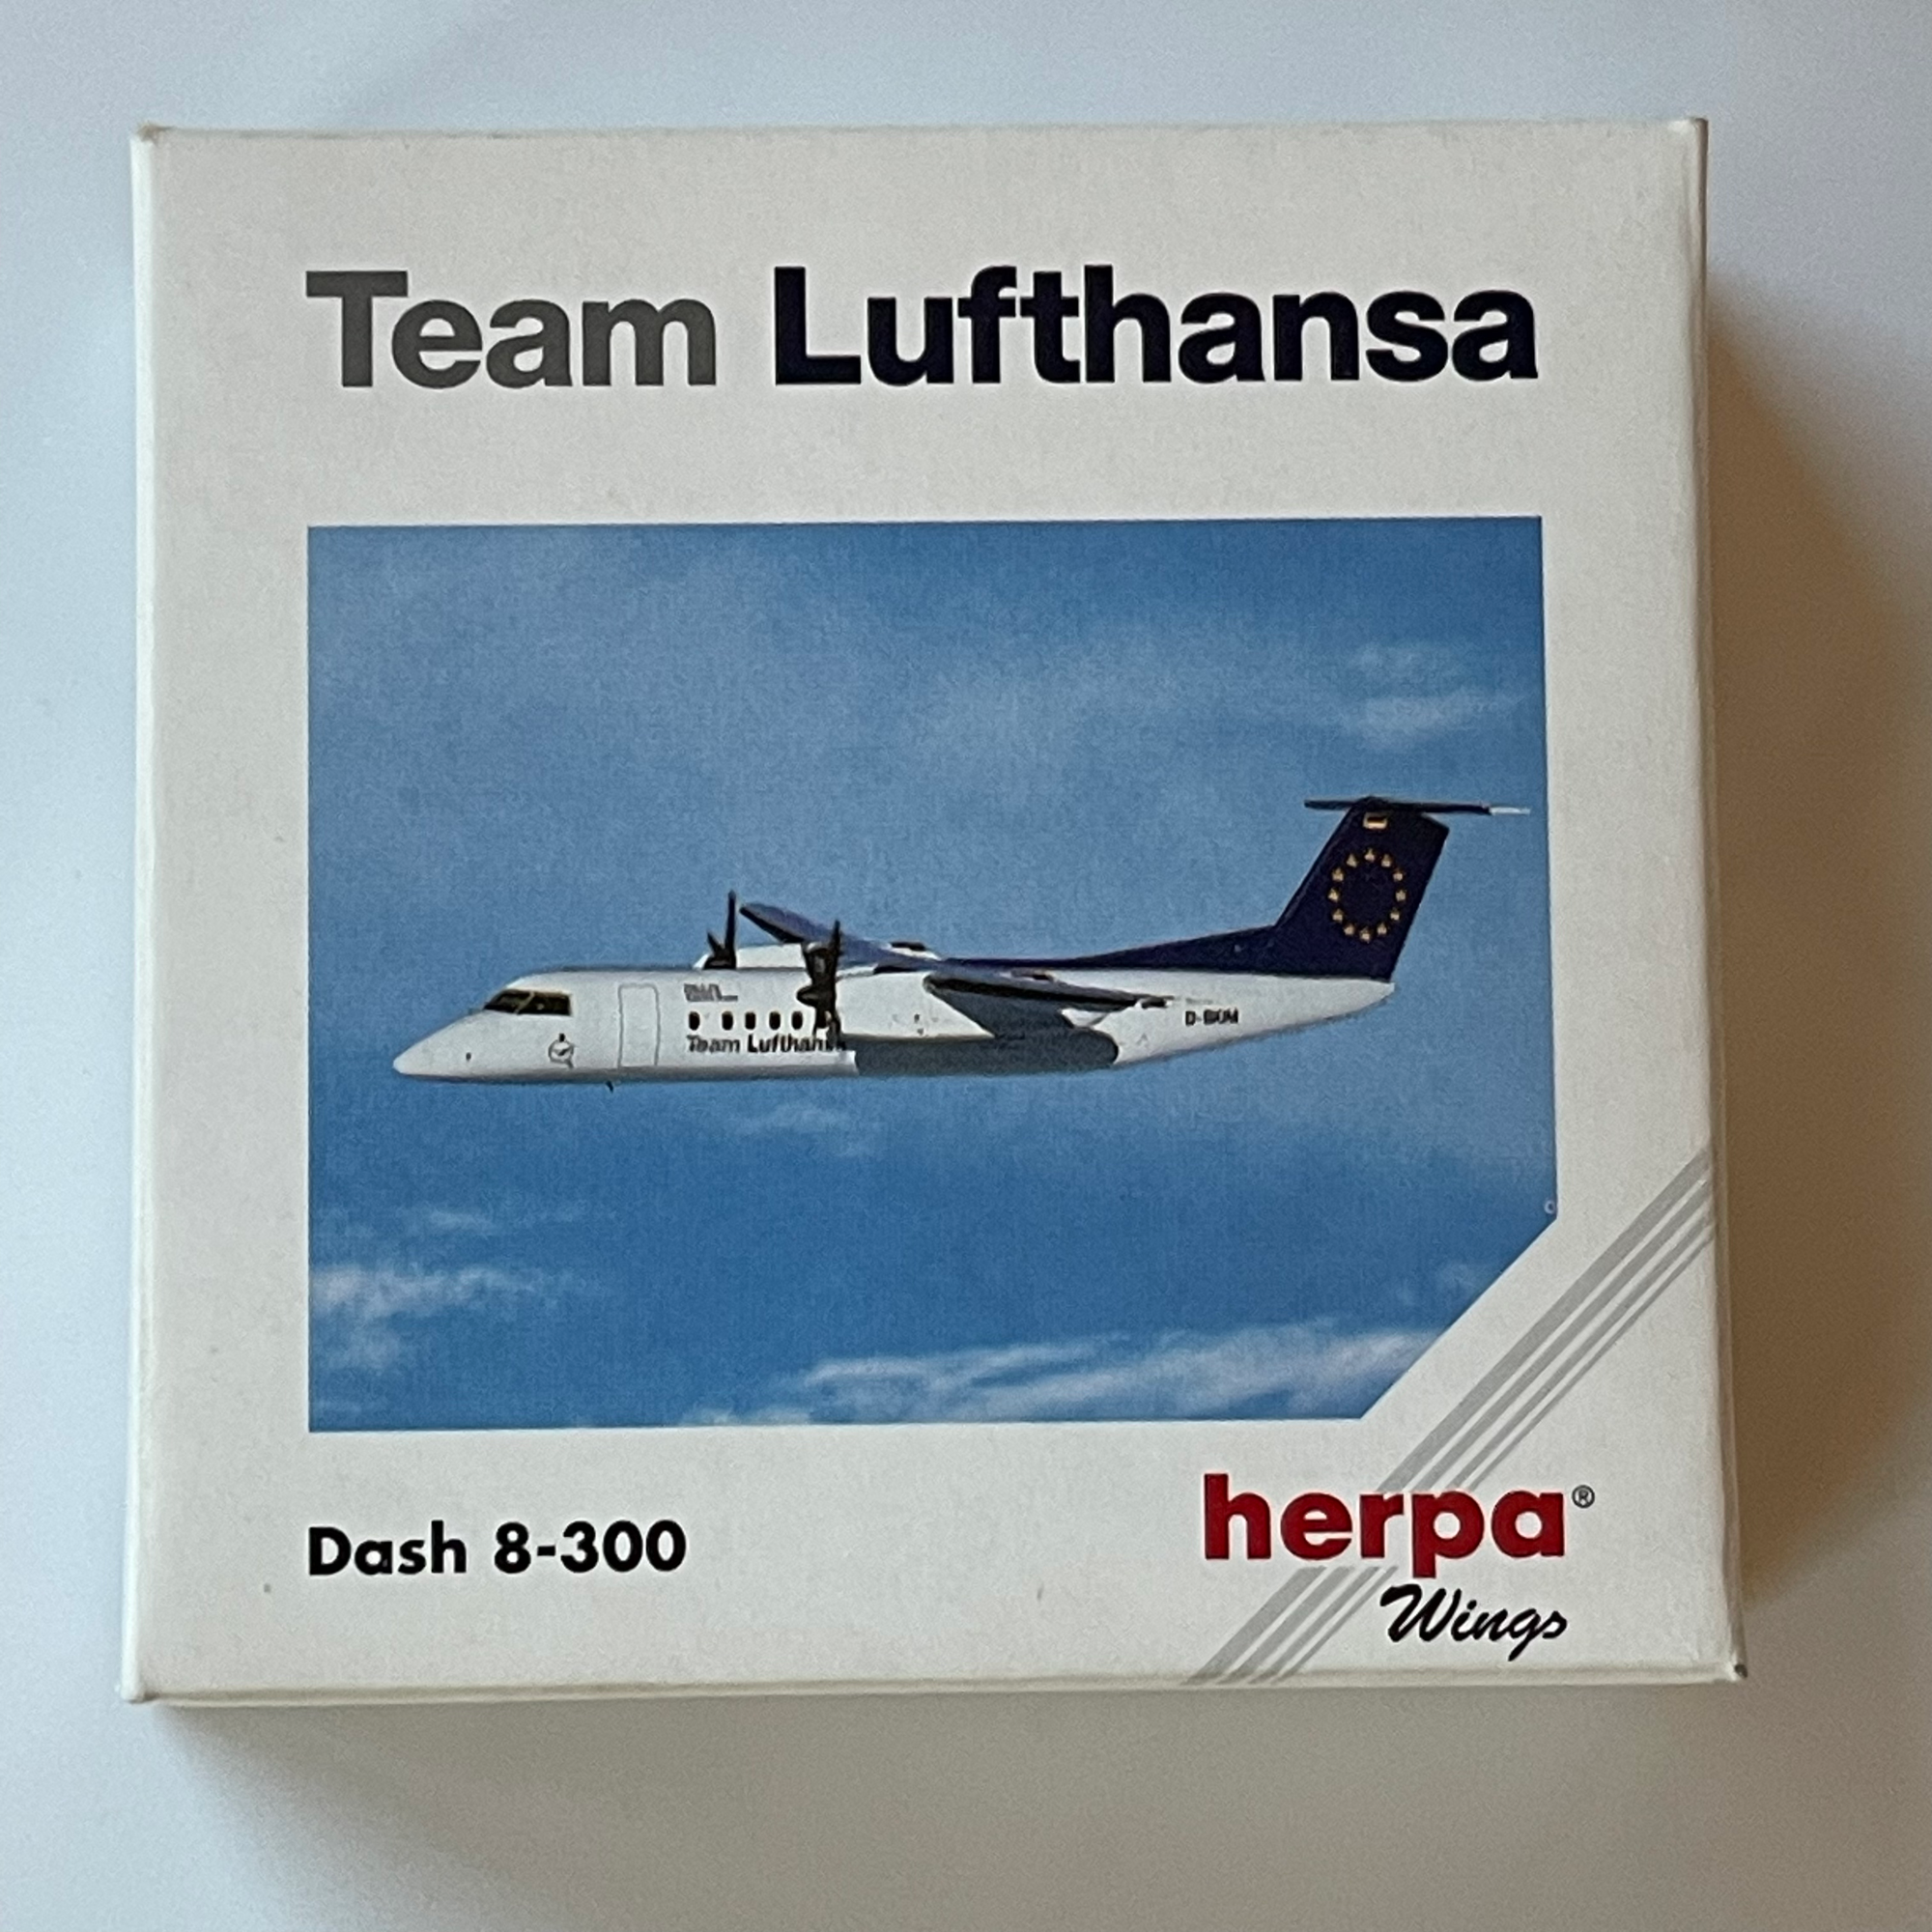 Team Lufthansa
Team Lufthansa
Dash 8-300
herpa®
Wings